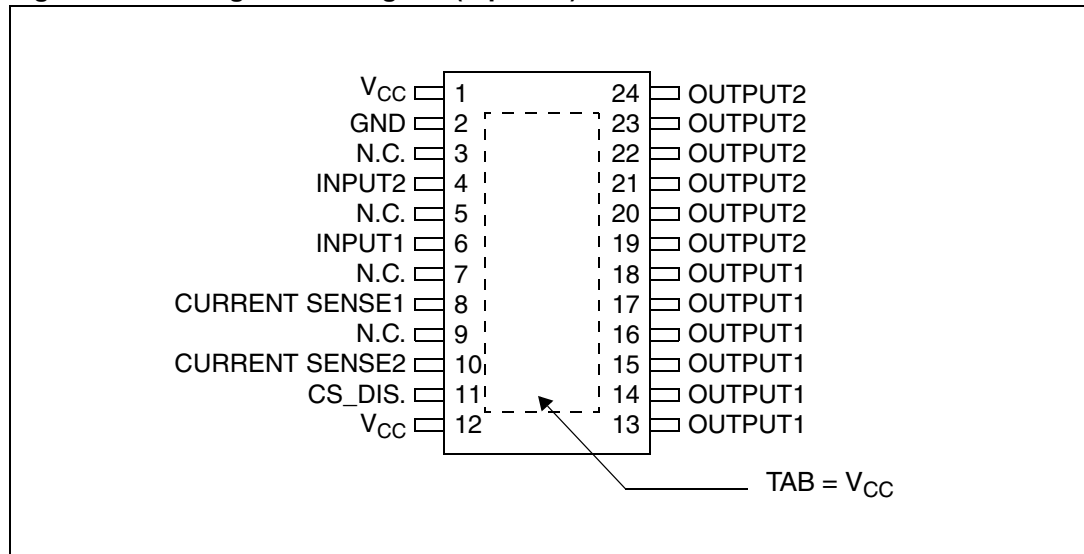 V_CC 1 24 OUTPUT2
GND 2 23 OUTPUT2
N.C. 3 22 OUTPUT2
INPUT2 4 21 OUTPUT2
N.C. 5 20 OUTPUT2
INPUT1 6 19 OUTPUT2
N.C. 7 18 OUTPUT1
CURRENT SENSE1 8 17 OUTPUT1
N.C. 9 16 OUTPUT1
CURRENT SENSE2 10 15 OUTPUT1
CS_DIS. 11 14 OUTPUT1
V_CC 12 13 OUTPUT1
TAB = V_CC